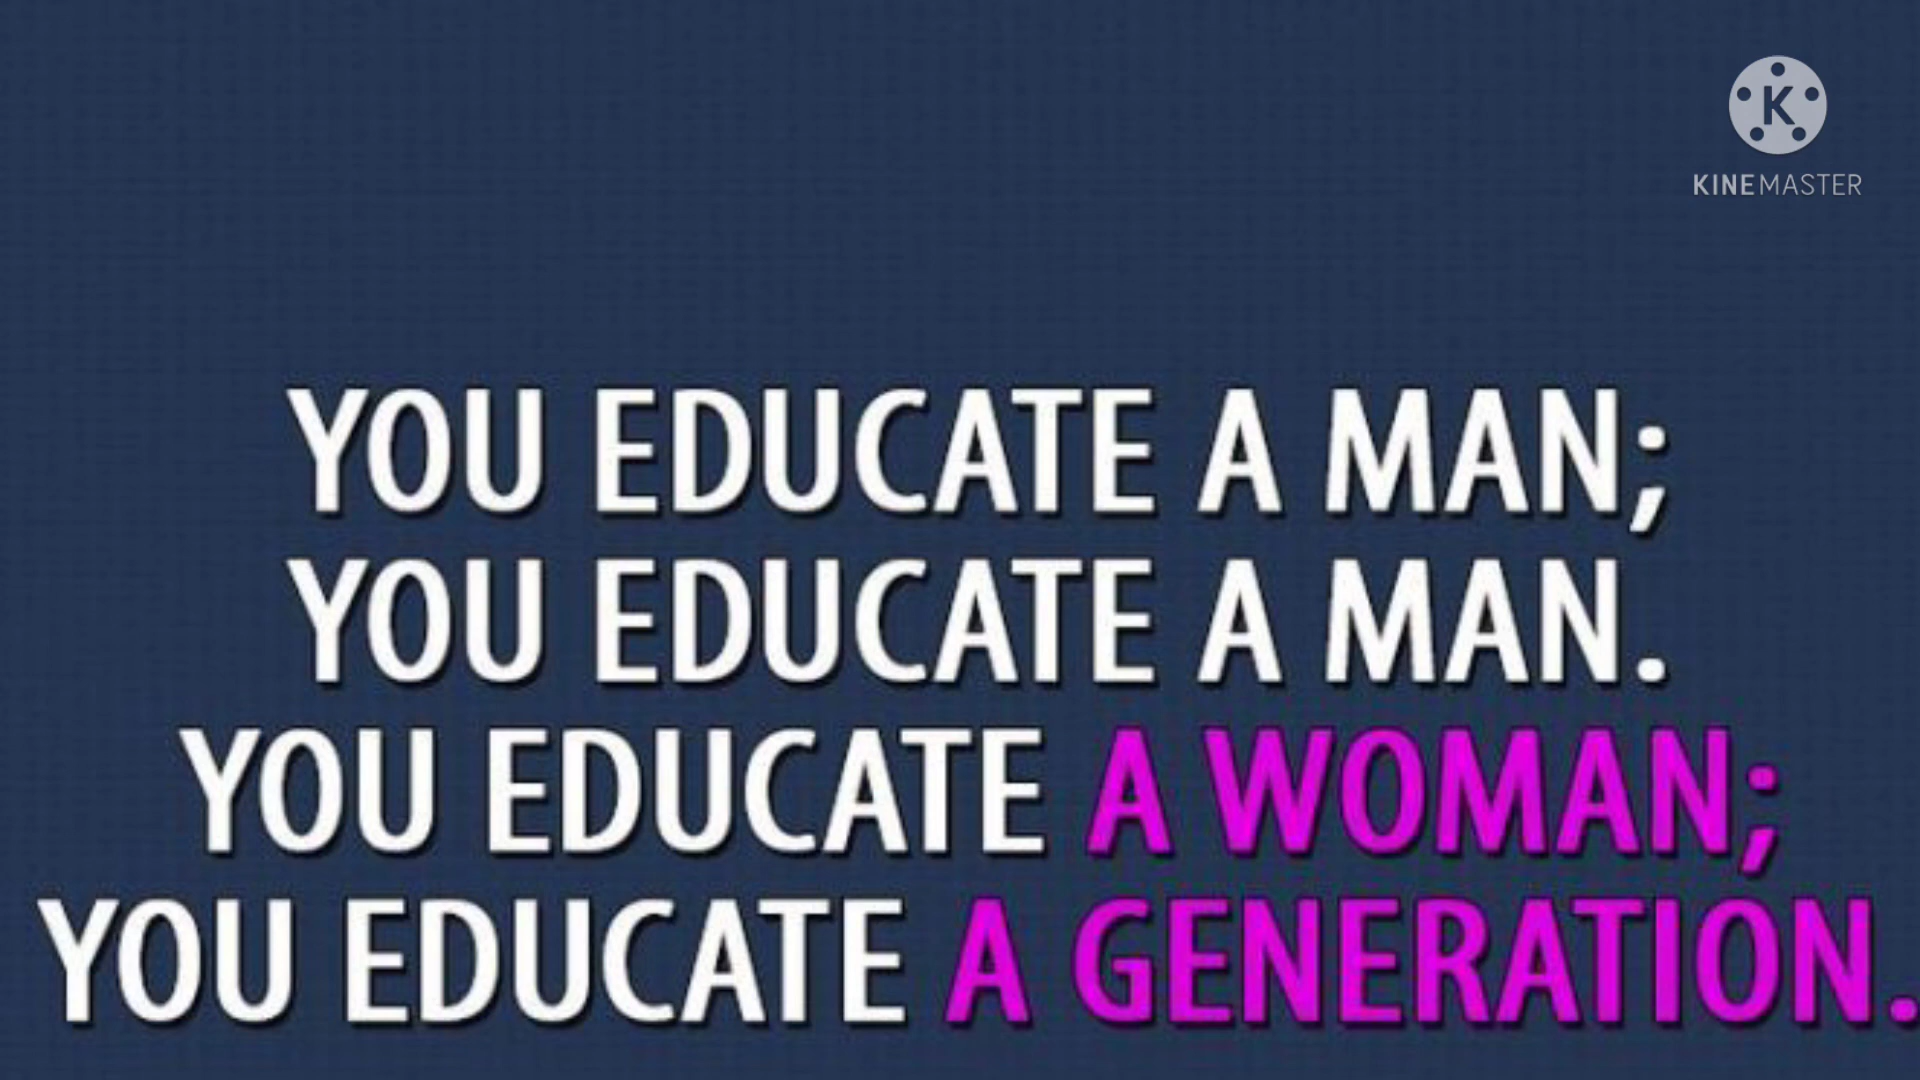 K
KINEMASTER
YOU EDUCATE A MAN;
YOU EDUCATE A MAN.
YOU EDUCATE A WOMAN;
YOU EDUCATE A GENERATION.